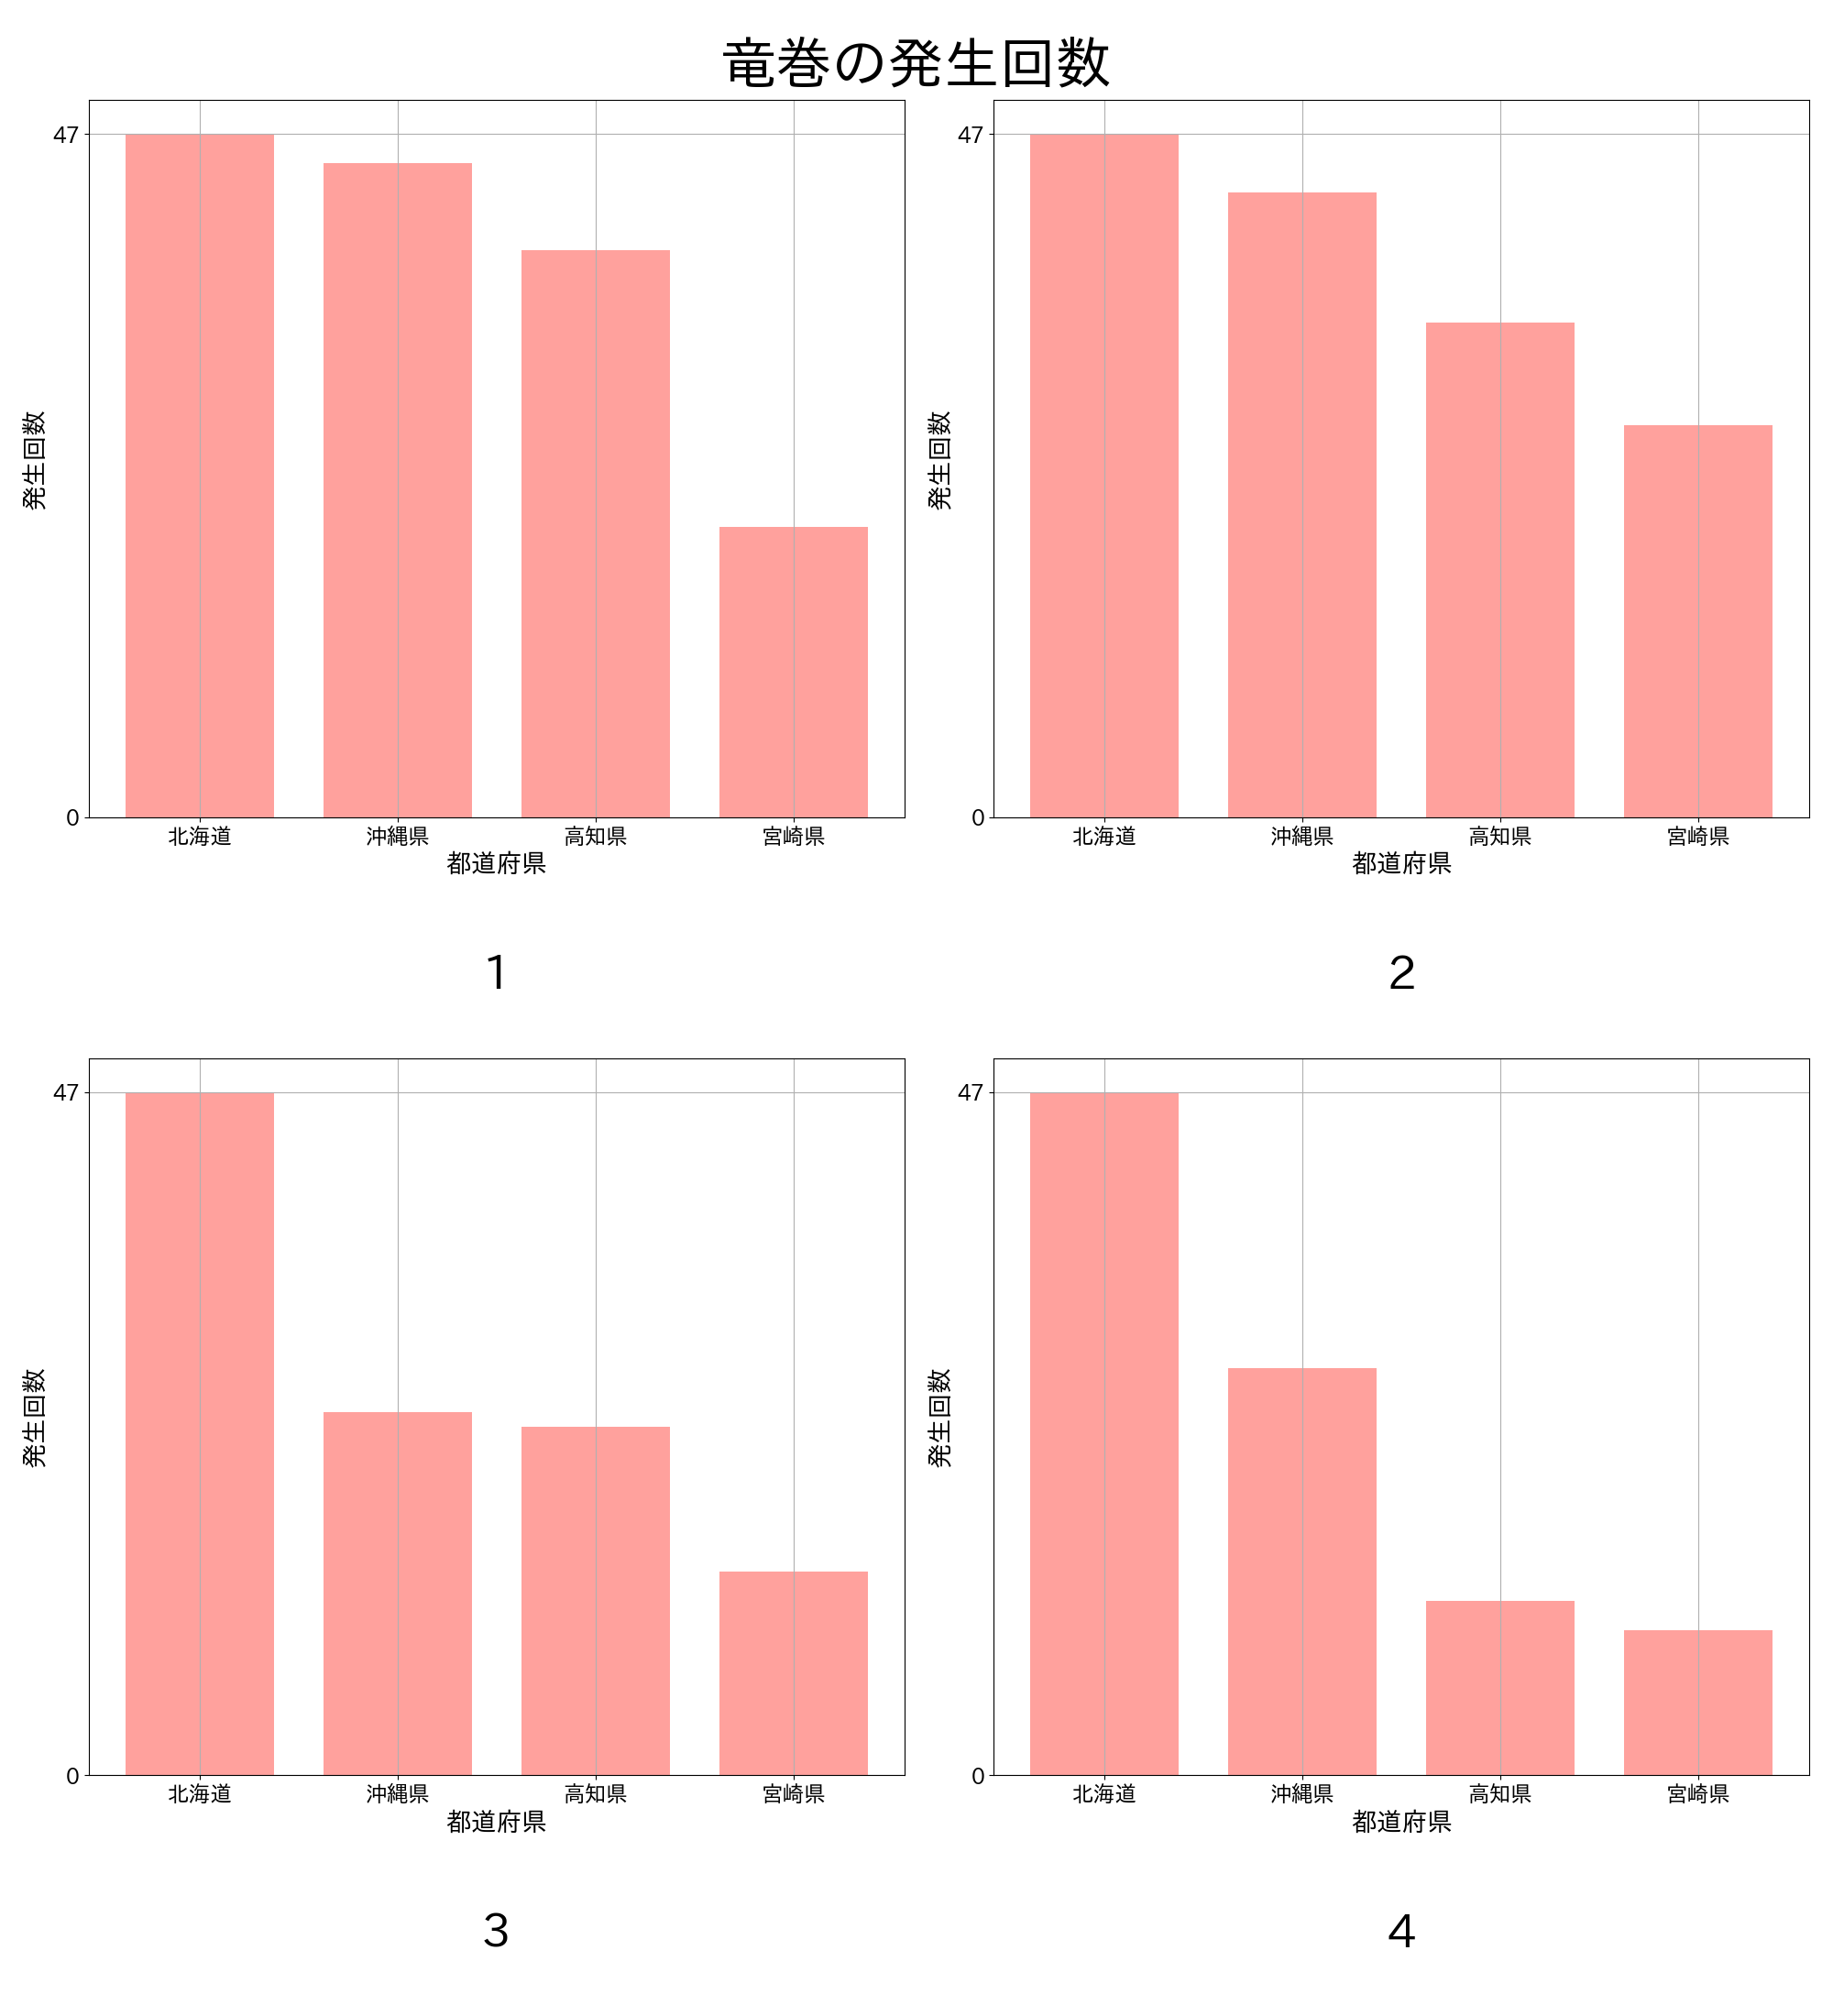 竜巻の発生回数
47
発生回数
0
北海道 沖縄県 高知県 宮崎県
都道府県
1
47
発生回数
0
北海道 沖縄県 高知県 宮崎県
都道府県
2
47
発生回数
0
北海道 沖縄県 高知県 宮崎県
都道府県
3
47
発生回数
0
北海道 沖縄県 高知県 宮崎県
都道府県
4